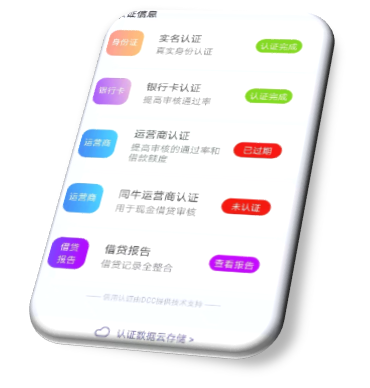 认证信息
身份证
实名认证
真实身份认证
认证完成
银行卡
银行卡认证
提高审核通过率
认证完成
运营商
运营商认证
提高审核的通过率和
借款额度
已过期
运营商
同牛运营商认证
用于现金借贷审核
未认证
借贷
报告
借贷报告
借贷记录全整合
查看报告
认证数据云存储 >